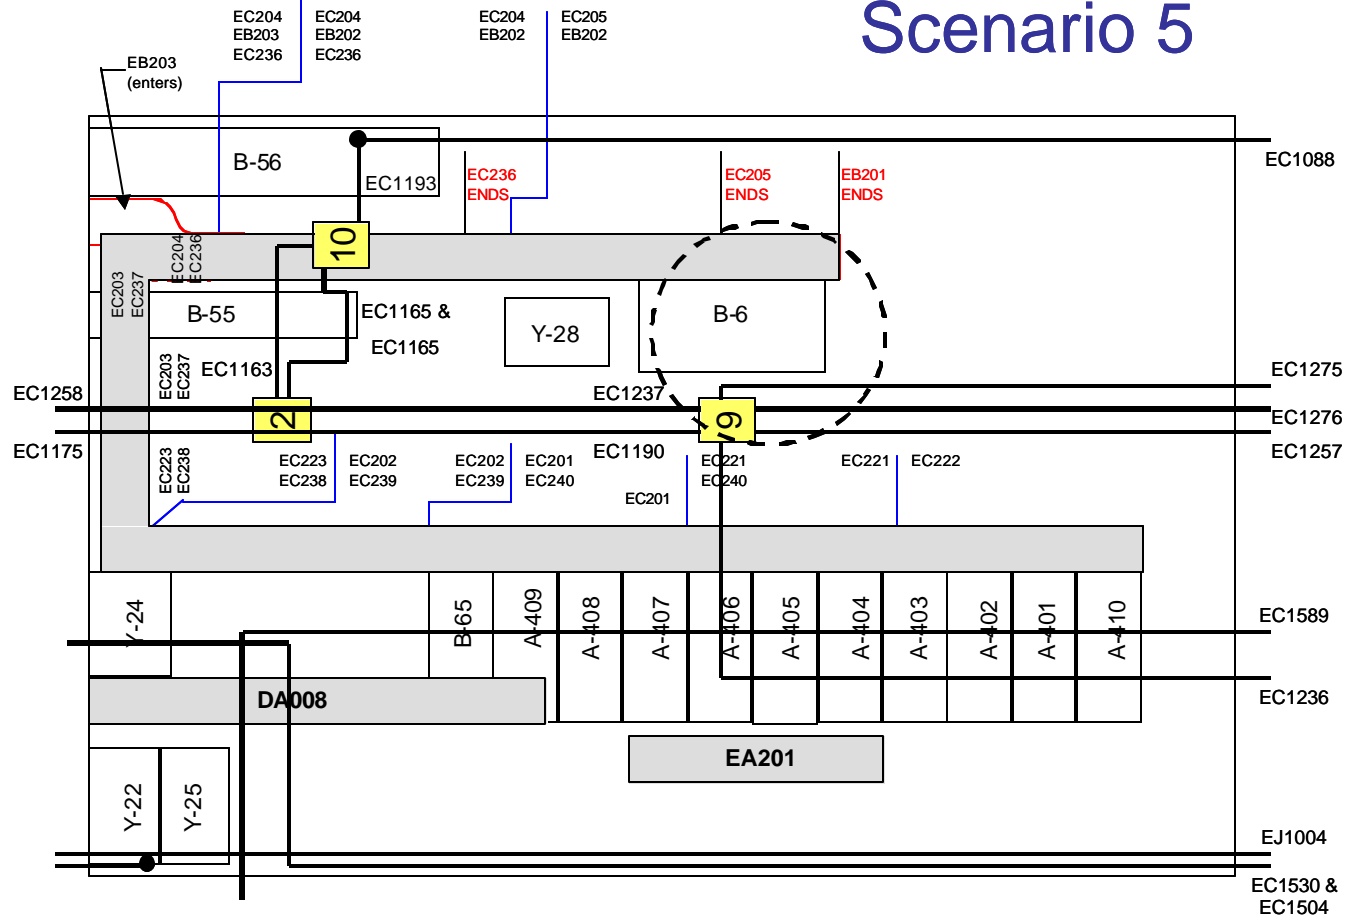 Scenario 5
EC204
EB203
EC236
EC204
EB202
EC236
EC204
EB202
EC205
EB202
EB203
(enters)
B-56
EC1193
EC1088
EC236
ENDS
EC205
ENDS
EB201
ENDS
10
EC204
EC236
EC203
EC237
B-55
EC1165 &
EC1165
Y-28
B-6
EC203
EC237
EC1163
EC1258
EC1237
EC1275
2
9
EC1276
EC1175
EC1190
EC1257
EC223
EC238
EC223
EC238
EC202
EC239
EC202
EC239
EC201
EC240
EC201
EC221
EC240
EC221
EC222
Y-24
B-65
A-409
A-408
A-407
A-406
A-405
A-404
A-403
A-402
A-401
A-410
EC1589
EC1236
DA008
EA201
Y-22
Y-25
EJ1004
EC1530 &
EC1504